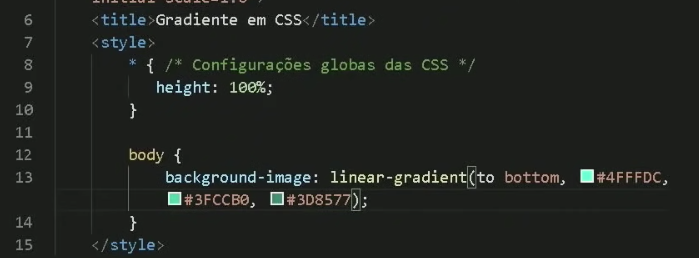 initial-scale=1.0">
6 <title>Gradiente em CSS</title>
7 <style>
8 * { /* Configurações globas das CSS */
9 height: 100%;
10 }
11
12 body {
13 background-image: linear-gradient(to bottom, #4FFFDC,
#3FCCB0, #3D8577);
14 }
15 </style>